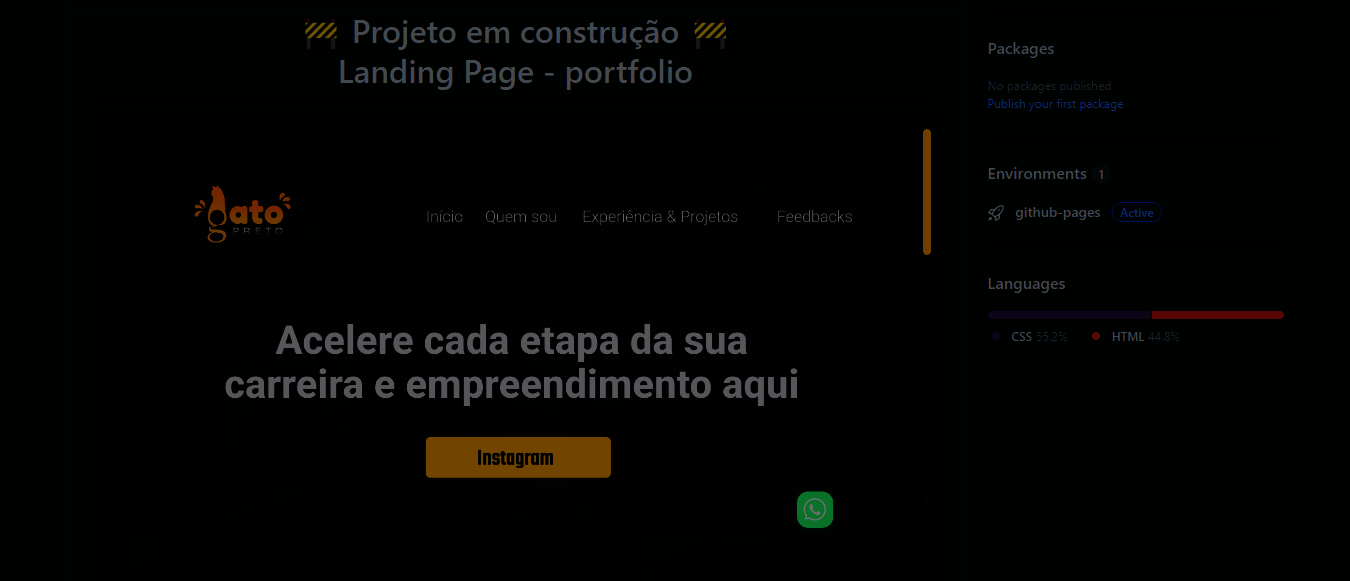 🚧 Projeto em construção 🚧
Landing Page - portfolio
gato
PRETO
Início Quem sou Experiência & Projetos Feedbacks
Acelere cada etapa da sua
carreira e empreendimento aqui
Instagram
Packages
No packages published
Publish your first package
Environments 1
github-pages Active
Languages
CSS 55.2% HTML 44.8%